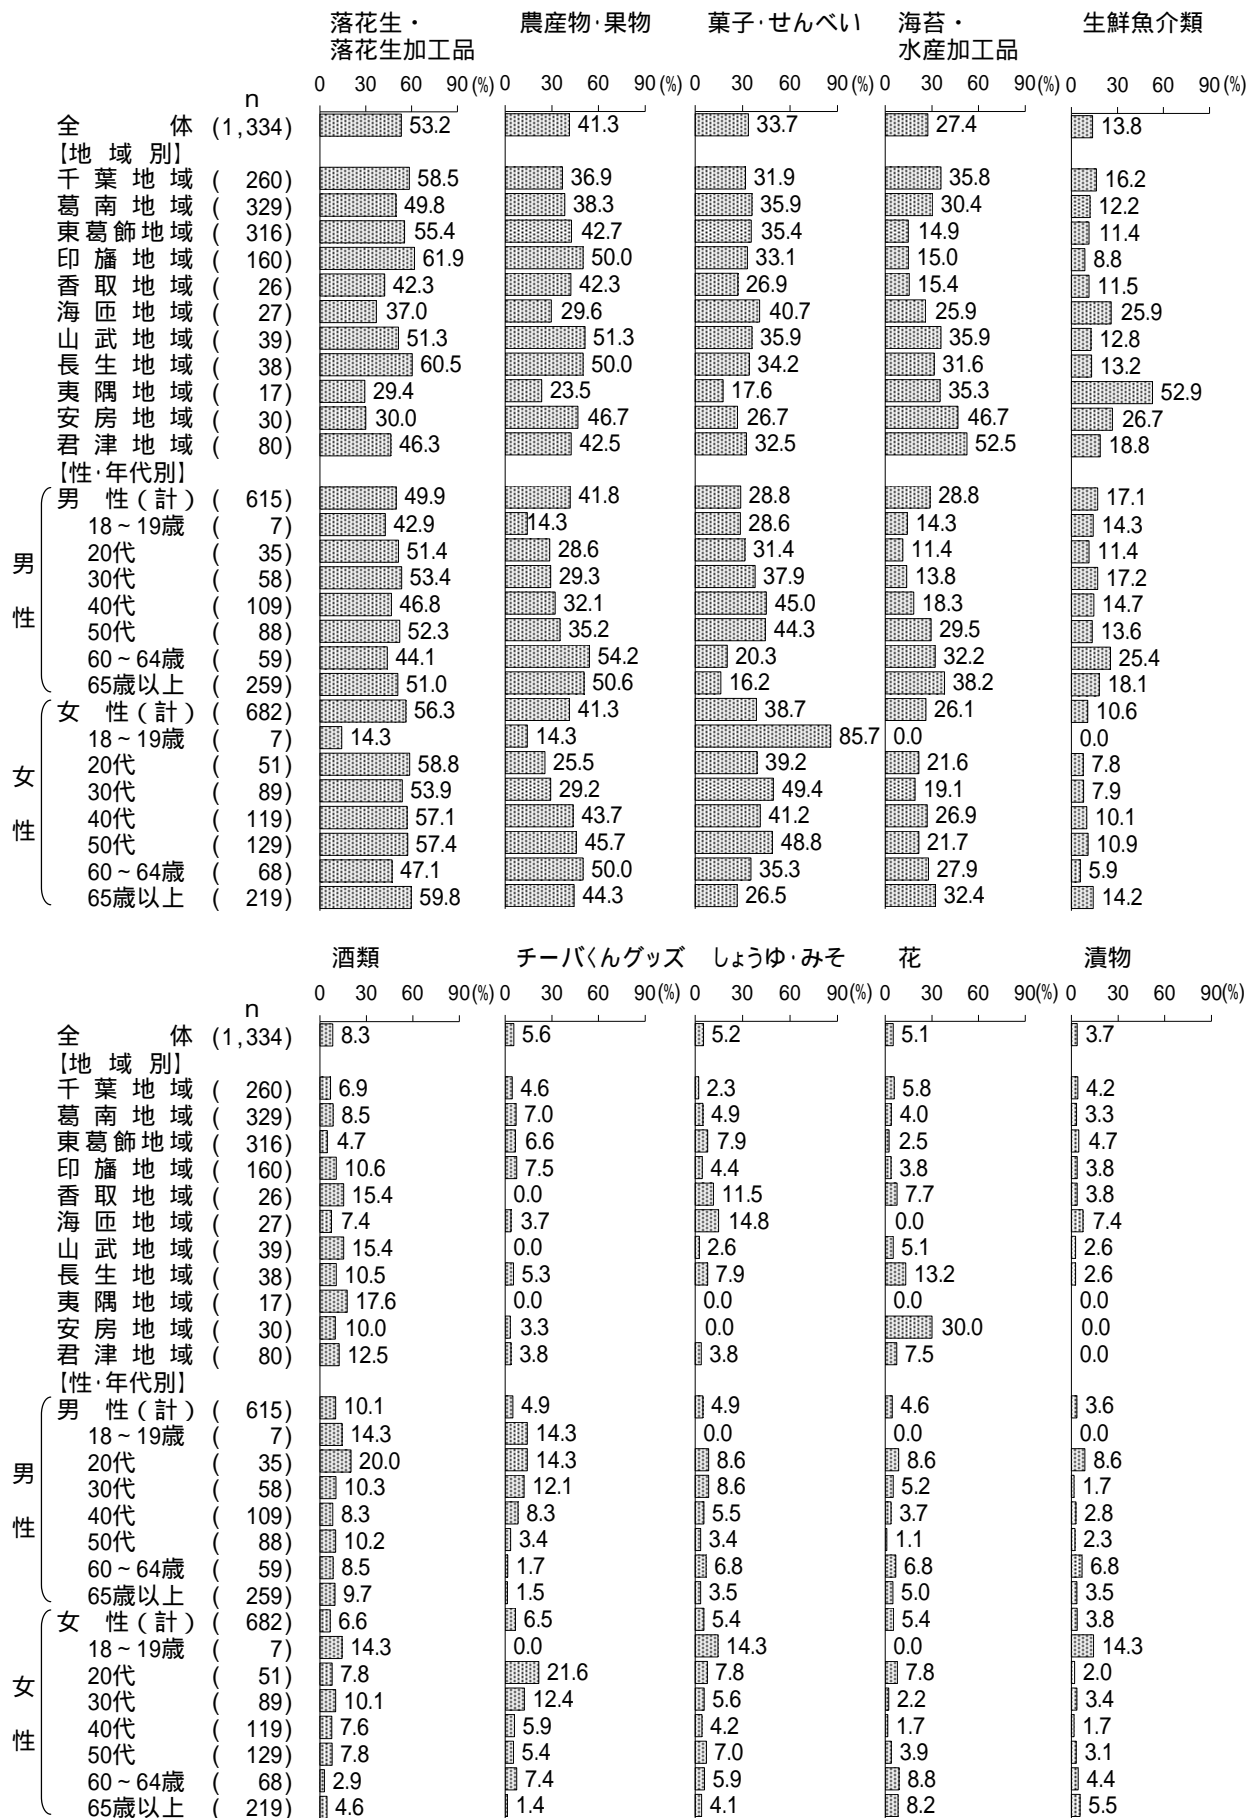 落花生・ 農産物･果物 菓子･せんべい 海苔・ 生鮮魚介類
落花生加工品 水産加工品
0 30 60 90(%) 0 30 60 90(%) 0 30 60 90(%) 0 30 60 90(%) 0 30 60 90(%)
n
全 体 (1,334) 53.2 41.3 33.7 27.4 13.8
【地 域 別】
千 葉 地 域 ( 260) 58.5 36.9 31.9 35.8 16.2
葛 南 地 域 ( 329) 49.8 38.3 35.9 30.4 12.2
東葛飾地域 ( 316) 55.4 42.7 35.4 14.9 11.4
印 旛 地 域 ( 160) 61.9 50.0 33.1 15.0 8.8
香 取 地 域 ( 26) 42.3 42.3 26.9 15.4 11.5
海 匝 地 域 ( 27) 37.0 29.6 40.7 25.9 25.9
山 武 地 域 ( 39) 51.3 51.3 35.9 35.9 12.8
長 生 地 域 ( 38) 60.5 50.0 34.2 31.6 13.2
夷 隅 地 域 ( 17) 29.4 23.5 17.6 35.3 52.9
安 房 地 域 ( 30) 30.0 46.7 26.7 46.7 26.7
君 津 地 域 ( 80) 46.3 42.5 32.5 52.5 18.8
【性･年代別】
男 性（計） ( 615) 49.9 41.8 28.8 28.8 17.1
18～19歳 ( 7) 42.9 14.3 28.6 14.3 14.3
20代 ( 35) 51.4 28.6 31.4 11.4 11.4
男 30代 ( 58) 53.4 29.3 37.9 13.8 17.2
性 40代 ( 109) 46.8 32.1 45.0 18.3 14.7
50代 ( 88) 52.3 35.2 44.3 29.5 13.6
60～64歳 ( 59) 44.1 54.2 20.3 32.2 25.4
65歳以上 ( 259) 51.0 50.6 16.2 38.2 18.1
女 性（計） ( 682) 56.3 41.3 38.7 26.1 10.6
18～19歳 ( 7) 14.3 14.3 85.7 0.0 0.0
20代 ( 51) 58.8 25.5 39.2 21.6 7.8
女 30代 ( 89) 53.9 29.2 49.4 19.1 7.9
性 40代 ( 119) 57.1 43.7 41.2 26.9 10.1
50代 ( 129) 57.4 45.7 48.8 21.7 10.9
60～64歳 ( 68) 47.1 50.0 35.3 27.9 5.9
65歳以上 ( 219) 59.8 44.3 26.5 32.4 14.2
酒類 チーバくんグッズ しょうゆ･みそ 花 漬物
0 30 60 90(%) 0 30 60 90(%) 0 30 60 90(%) 0 30 60 90(%) 0 30 60 90(%)
n
全 体 (1,334) 8.3 5.6 5.2 5.1 3.7
【地 域 別】
千 葉 地 域 ( 260) 6.9 4.6 2.3 5.8 4.2
葛 南 地 域 ( 329) 8.5 7.0 4.9 4.0 3.3
東葛飾地域 ( 316) 4.7 6.6 7.9 2.5 4.7
印 旛 地 域 ( 160) 10.6 7.5 4.4 3.8 3.8
香 取 地 域 ( 26) 15.4 0.0 11.5 7.7 3.8
海 匝 地 域 ( 27) 7.4 3.7 14.8 0.0 7.4
山 武 地 域 ( 39) 15.4 0.0 2.6 5.1 2.6
長 生 地 域 ( 38) 10.5 5.3 7.9 13.2 2.6
夷 隅 地 域 ( 17) 17.6 0.0 0.0 0.0 0.0
安 房 地 域 ( 30) 10.0 3.3 0.0 30.0 0.0
君 津 地 域 ( 80) 12.5 3.8 3.8 7.5 0.0
【性･年代別】
男 性（計） ( 615) 10.1 4.9 4.9 4.6 3.6
18～19歳 ( 7) 14.3 14.3 0.0 0.0 0.0
20代 ( 35) 20.0 14.3 8.6 8.6 8.6
男 30代 ( 58) 10.3 12.1 8.6 5.2 1.7
性 40代 ( 109) 8.3 8.3 5.5 3.7 2.8
50代 ( 88) 10.2 3.4 3.4 1.1 2.3
60～64歳 ( 59) 8.5 1.7 6.8 6.8 6.8
65歳以上 ( 259) 9.7 1.5 3.5 5.0 3.5
女 性（計） ( 682) 6.6 6.5 5.4 5.4 3.8
18～19歳 ( 7) 14.3 0.0 14.3 0.0 14.3
20代 ( 51) 7.8 21.6 7.8 7.8 2.0
女 30代 ( 89) 10.1 12.4 5.6 2.2 3.4
性 40代 ( 119) 7.6 5.9 4.2 1.7 1.7
50代 ( 129) 7.8 5.4 7.0 3.9 3.1
60～64歳 ( 68) 2.9 7.4 5.9 8.8 4.4
65歳以上 ( 219) 4.6 1.4 4.1 8.2 5.5